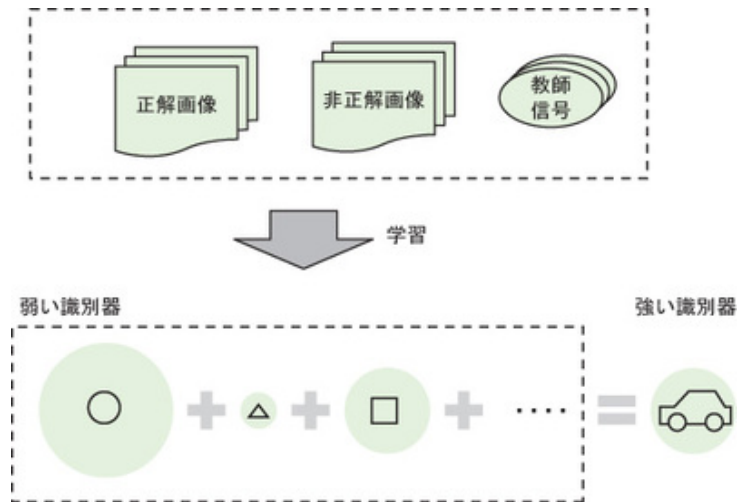 正解画像
非正解画像
教師
信号
学習
弱い識別器
強い識別器
+
+
+
....
=